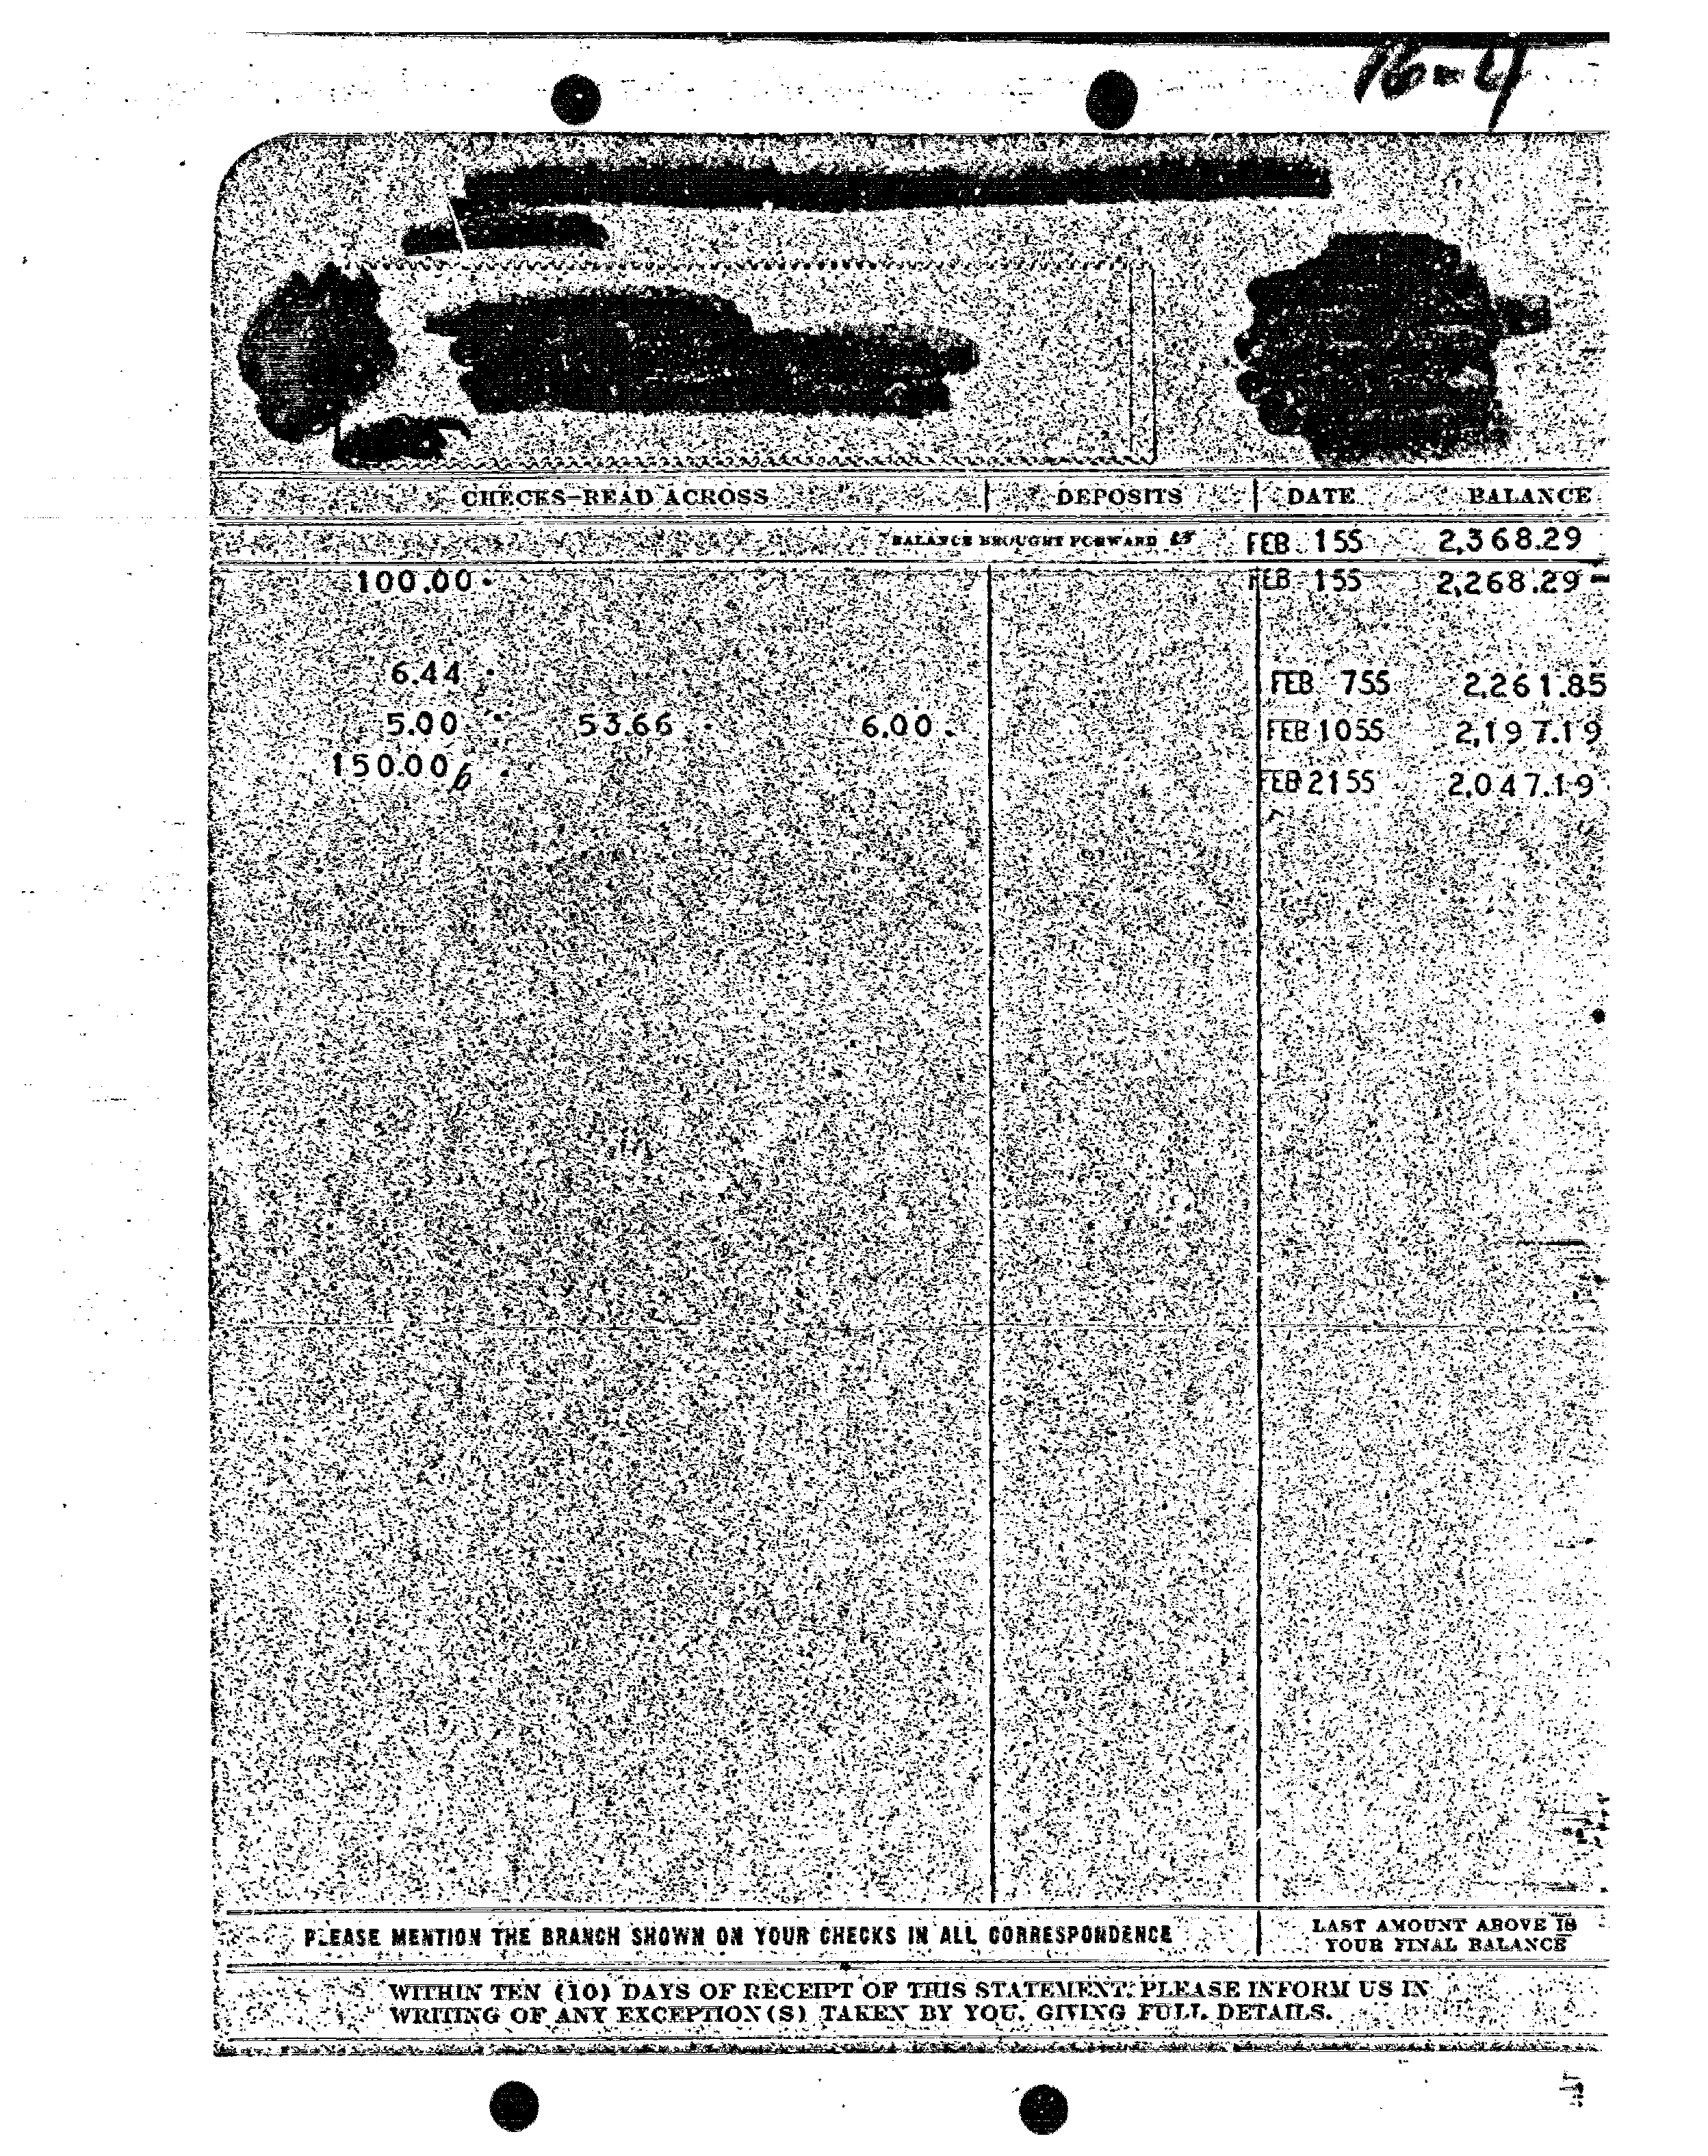 16-4
CHECKS-READ ACROSS DEPOSITS DATE BALANCE
BALANCE BROUGHT FORWARD FEB 1 55 2,368.29
100.00 FEB 1 55 2,268.29
6.44 FEB 7 55 2,261.85
5.00 53.66 6.00 FEB 10 55 2,197.19
150.00 FEB 21 55 2,047.19
PLEASE MENTION THE BRANCH SHOWN ON YOUR CHECKS IN ALL CORRESPONDENCE
LAST AMOUNT ABOVE IS
YOUR FINAL BALANCE
WITHIN TEN (10) DAYS OF RECEIPT OF THIS STATEMENT, PLEASE INFORM US IN
WRITING OF ANY EXCEPTION(S) TAKEN BY YOU, GIVING FULL DETAILS.